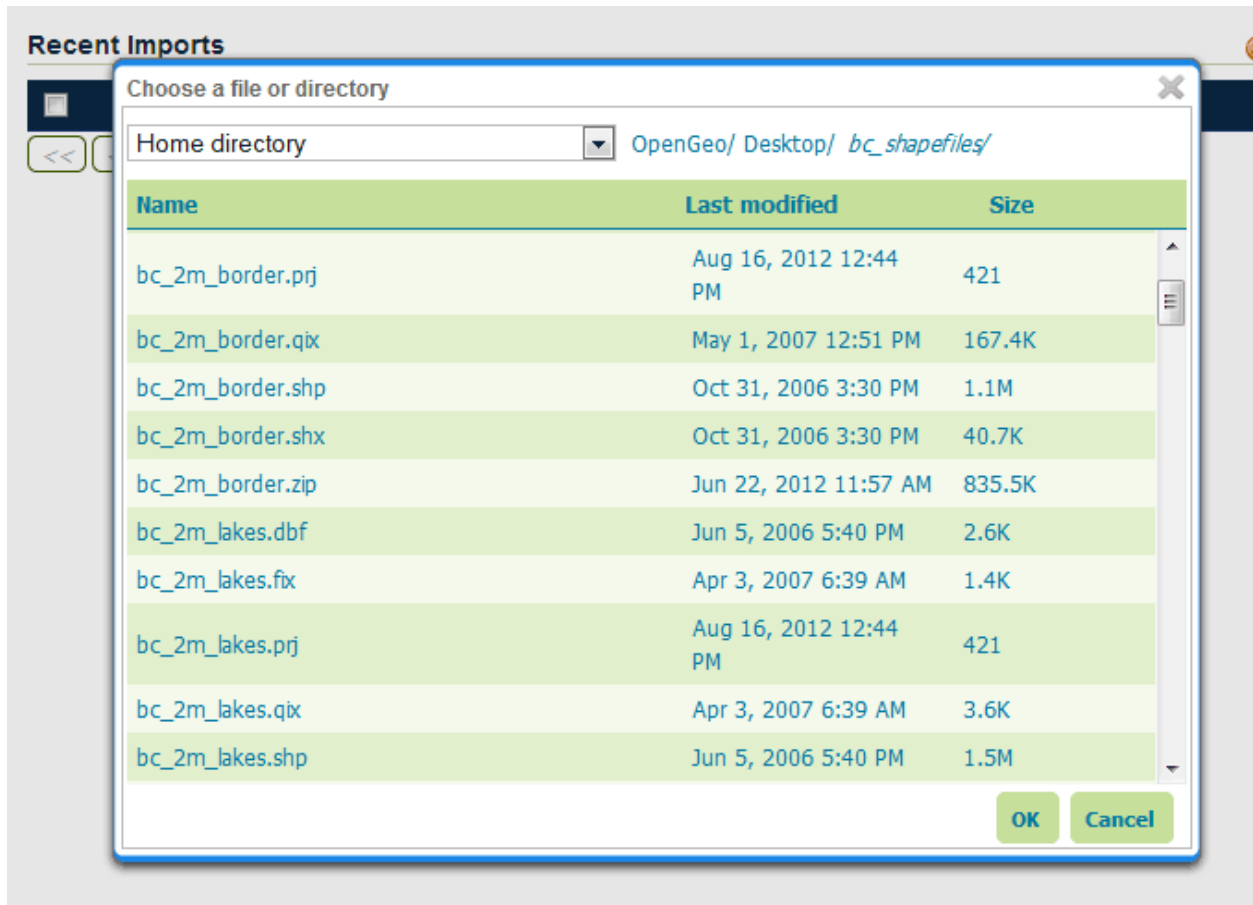 Recent Imports
Choose a file or directory
Home directory OpenGeo/ Desktop/ bc_shapefiles/
<<
Name Last modified Size
bc_2m_border.prj Aug 16, 2012 12:44 PM 421
bc_2m_border.qix May 1, 2007 12:51 PM 167.4K
bc_2m_border.shp Oct 31, 2006 3:30 PM 1.1M
bc_2m_border.shx Oct 31, 2006 3:30 PM 40.7K
bc_2m_border.zip Jun 22, 2012 11:57 AM 835.5K
bc_2m_lakes.dbf Jun 5, 2006 5:40 PM 2.6K
bc_2m_lakes.fix Apr 3, 2007 6:39 AM 1.4K
bc_2m_lakes.prj Aug 16, 2012 12:44 PM 421
bc_2m_lakes.qix Apr 3, 2007 6:39 AM 3.6K
bc_2m_lakes.shp Jun 5, 2006 5:40 PM 1.5M
OK Cancel